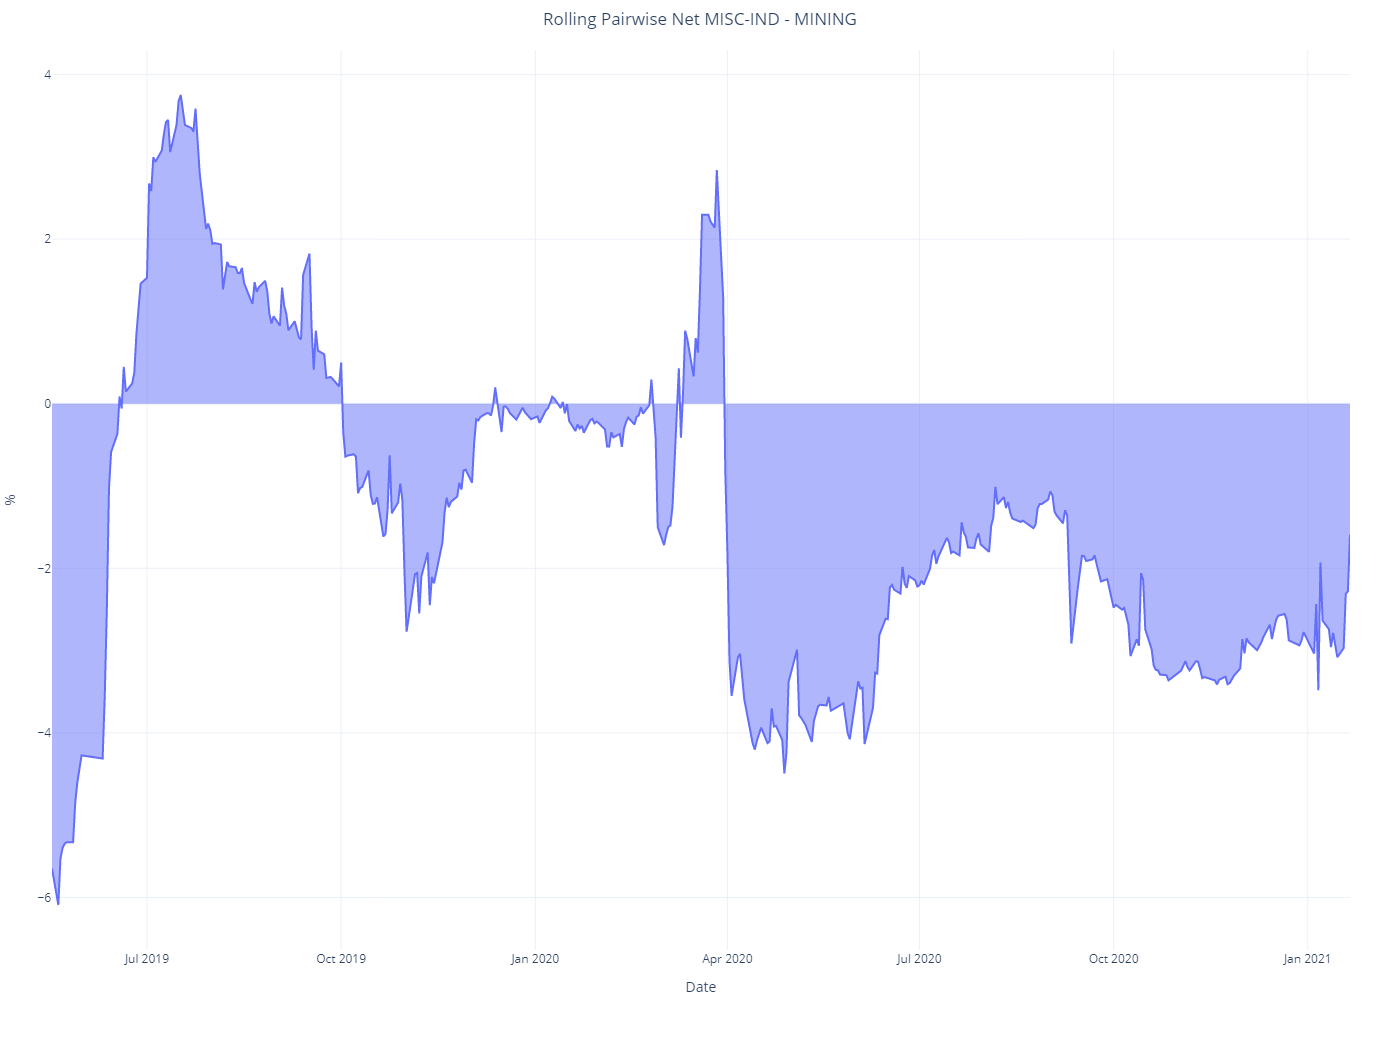 Rolling Pairwise Net MISC-IND - MINING
4
2
0
−2
−4
−6
%
Jul 2019
Oct 2019
Jan 2020
Apr 2020
Jul 2020
Oct 2020
Jan 2021
Date